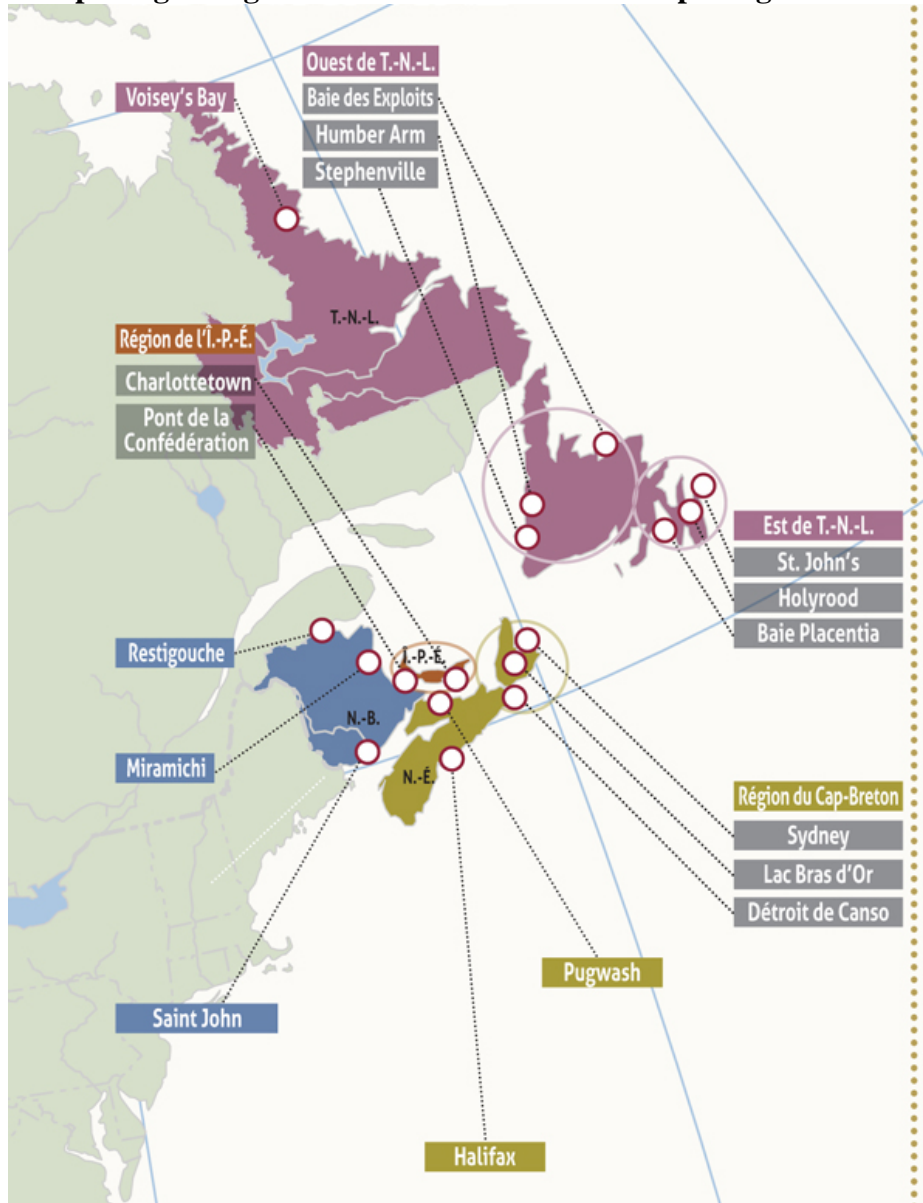 Ouest de T.-N.-L.
Voisey's Bay
Baie des Exploits
Humber Arm
Stephenville
T.-N.-L.
Région de l'Î.-P.-É.
Charlottetown
Pont de la
Confédération
Est de T.-N.-L.
St. John's
Holyrood
Baie Placentia
Restigouche
Î.-P.-É.
N.-B.
Miramichi
N.-É.
Région du Cap-Breton
Sydney
Lac Bras d'Or
Détroit de Canso
Pugwash
Saint John
Halifax